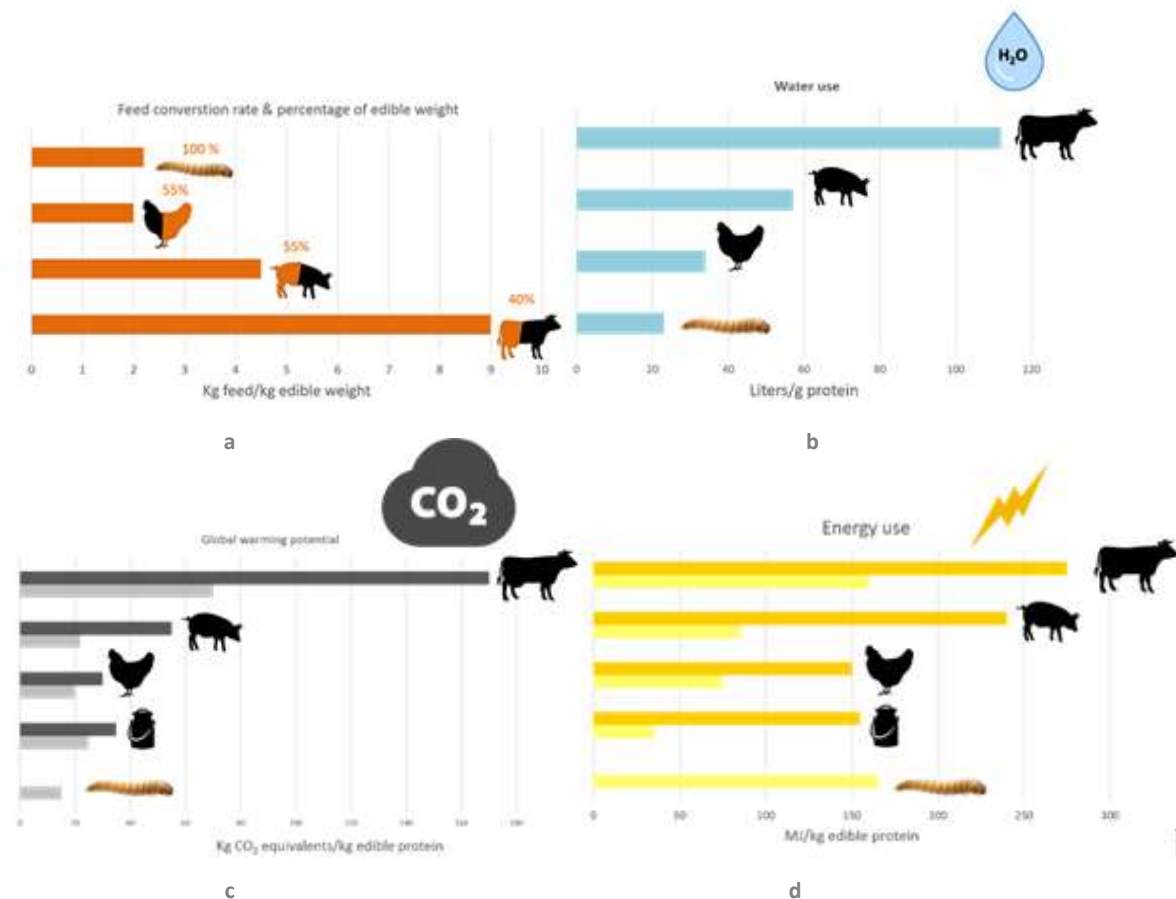 Feed converstion rate & percentage of edible weight
100 %
55%
55%
40%
0 1 2 3 4 5 6 7 8 9 10
Kg feed/kg edible weight
a
H₂O
Water use
0 20 40 60 80 100 120
Liters/g protein
b
CO₂
Global warming potential
Kg CO₂ equivalents/kg edible protein
c
Energy use
0 50 100 150 200 250 300
MJ/kg edible protein
d